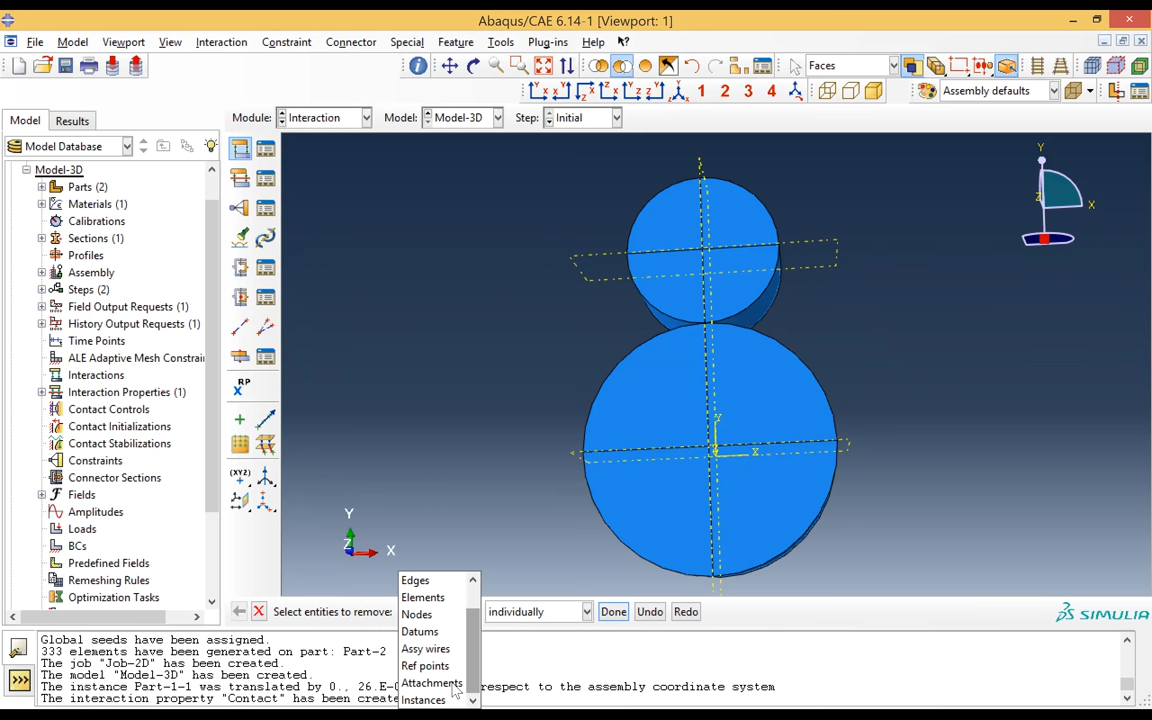 Abaqus/CAE 6.14-1 [Viewport: 1]
File Model Viewport View Interaction Constraint Connector Special Feature Tools Plug-ins Help
Faces
1 2 3 4 Assembly defaults
Model Results Module: Interaction Model: Model-3D Step: Initial
Model Database
Model-3D
Parts (2)
Materials (1)
Calibrations
Sections (1)
Profiles
Assembly
Steps (2)
Field Output Requests (1)
History Output Requests (1)
Time Points
ALE Adaptive Mesh Constrai
Interactions
Interaction Properties (1)
Contact Controls
Contact Initializations
Contact Stabilizations
Constraints
Connector Sections
Fields
Amplitudes
Loads
BCs
Predefined Fields
Remeshing Rules
Optimization Tasks
RP
(XYZ)
Y
Z
X
Y
X
Y
Z
X
Edges
Elements
Nodes
Datums
Assy wires
Ref points
Attachments
Instances
Select entities to remove: individually Done Undo Redo
SIMULIA
Global seeds have been assigned.
333 elements have been generated on part: Part-2
The job "Job-2D" has been created.
The model "Model-3D" has been created.
The instance Part-1-1 was translated by 0., 26.E- respect to the assembly coordinate system
The interaction property "Contact" has been create